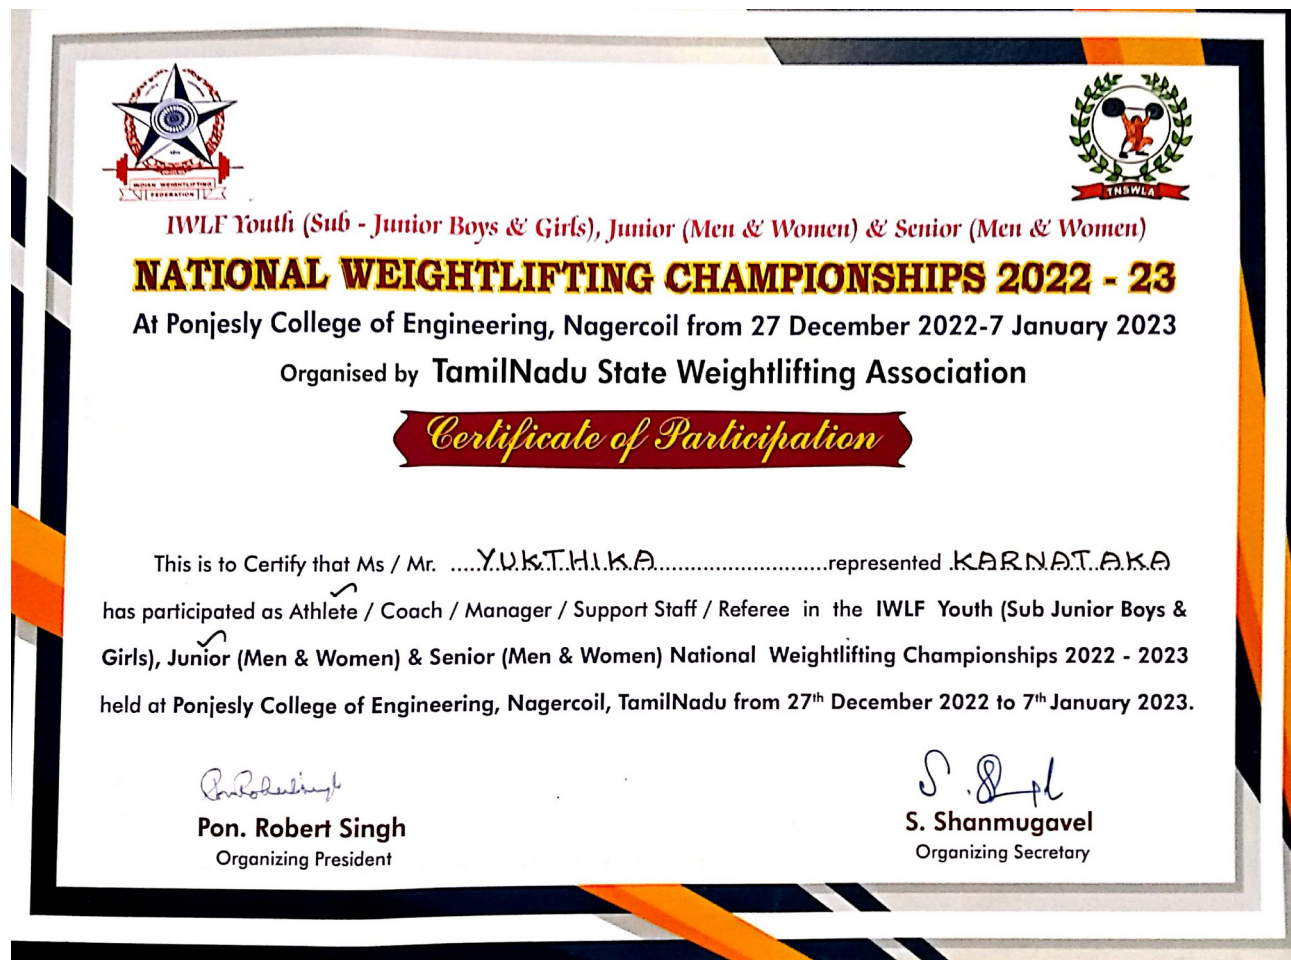 INDIAN WEIGHTLIFTING
FEDERATION
TNSWLA
IWLF Youth (Sub - Junior Boys & Girls), Junior (Men & Women) & Senior (Men & Women)
NATIONAL WEIGHTLIFTING CHAMPIONSHIPS 2022 - 23
At Ponjesly College of Engineering, Nagercoil from 27 December 2022-7 January 2023
Organised by TamilNadu State Weightlifting Association
Certificate of Participation
This is to Certify that Ms / Mr. .....YUKTHIKA.............................represented KARNATAKA
has participated as Athlete / Coach / Manager / Support Staff / Referee in the IWLF Youth (Sub Junior Boys &
Girls), Junior (Men & Women) & Senior (Men & Women) National Weightlifting Championships 2022 - 2023
held at Ponjesly College of Engineering, Nagercoil, TamilNadu from 27th December 2022 to 7th January 2023.
Pon. Robert Singh
Organizing President
S. Shanmugavel
Organizing Secretary